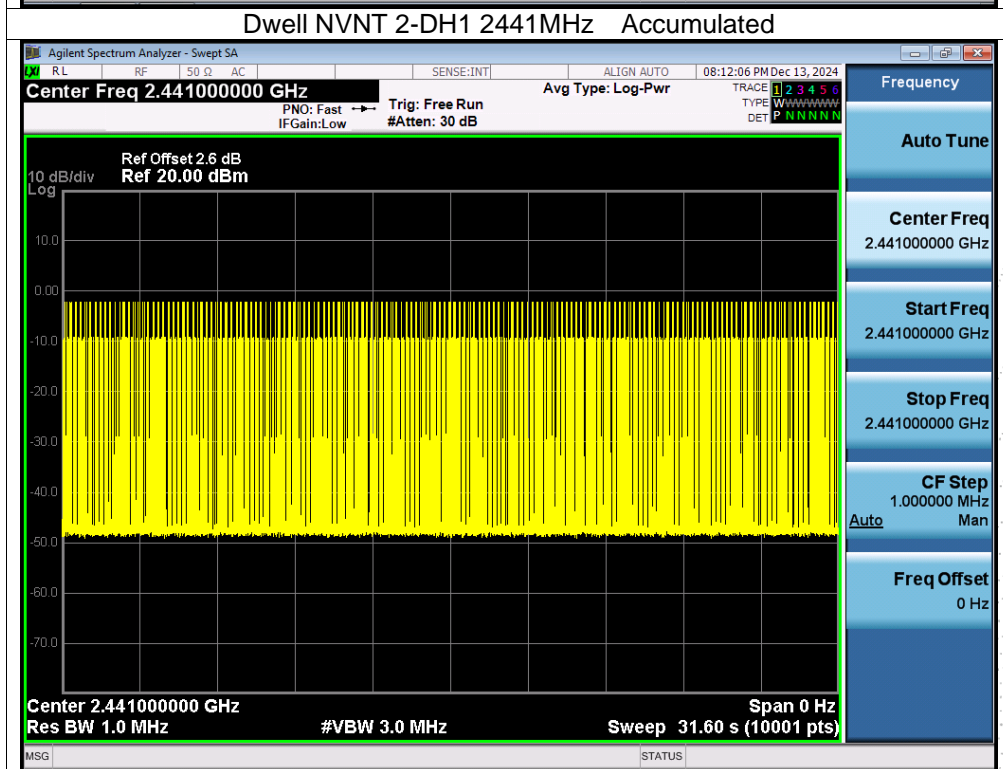 Dwell NVNT 2-DH1 2441MHz Accumulated
Agilent Spectrum Analyzer - Swept SA
LXI RL RF 50 Ω AC SENSE:INT ALIGN AUTO 08:12:06 PM Dec 13, 2024
Center Freq 2.441000000 GHz
PNO: Fast
IFGain:Low
Trig: Free Run
#Atten: 30 dB
Avg Type: Log-Pwr
TRACE 1 2 3 4 5 6
TYPE WWWWWW
DET P N N N N N
Ref Offset 2.6 dB
10 dB/div Ref 20.00 dBm
Log
10.0
0.00
-10.0
-20.0
-30.0
-40.0
-50.0
-60.0
-70.0
Center 2.441000000 GHz Span 0 Hz
Res BW 1.0 MHz #VBW 3.0 MHz Sweep 31.60 s (10001 pts)
MSG STATUS
Frequency
Auto Tune
Center Freq
2.441000000 GHz
Start Freq
2.441000000 GHz
Stop Freq
2.441000000 GHz
CF Step
1.000000 MHz
Auto Man
Freq Offset
0 Hz